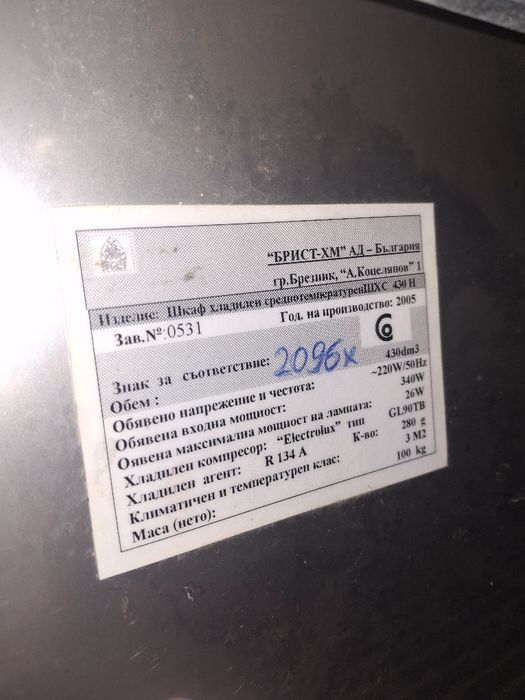 "БРИСТ-ХМ" АД – България
гр.Брезник, "А.Коцелянов" 1
Изделие: Шкаф хладилен среднотемпературен ШХС 430 Н
Зав.№:0531 Год. на производство: 2005
Знак за съответствие:
2096х
Обем : 430dm3
Обявено напрежение и честота: ~220W/50Hz
Обявена входна мощност: 340W
Оявена максимална мощност на лампата: 26W
Хладилен компресор: "Electrolux" тип GL90TB
Хладилен агент: R 134 A К-во: 280 g
Климатичен и температурен клас: 3 М2
Маса (нето): 100 kg